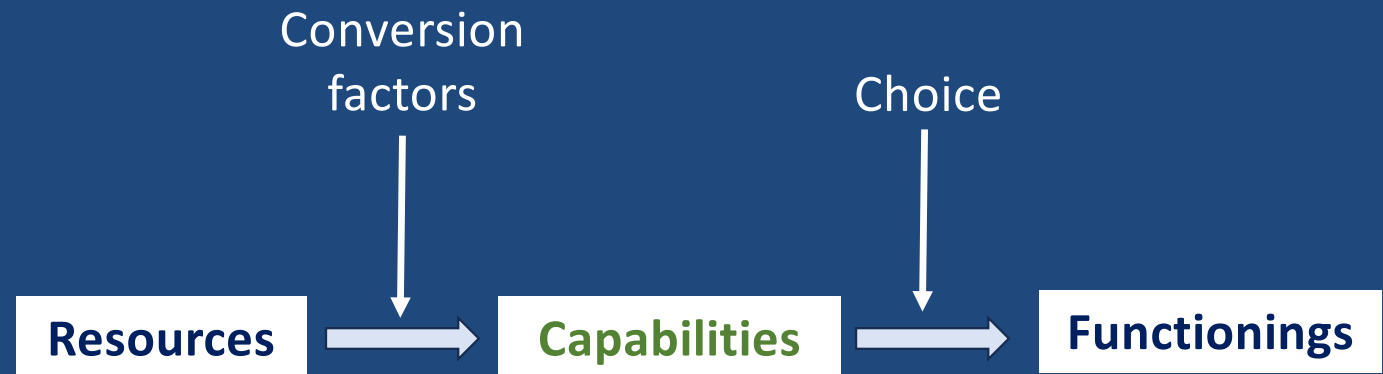 Conversion
factors
Choice
Resources
Capabilities
Functionings